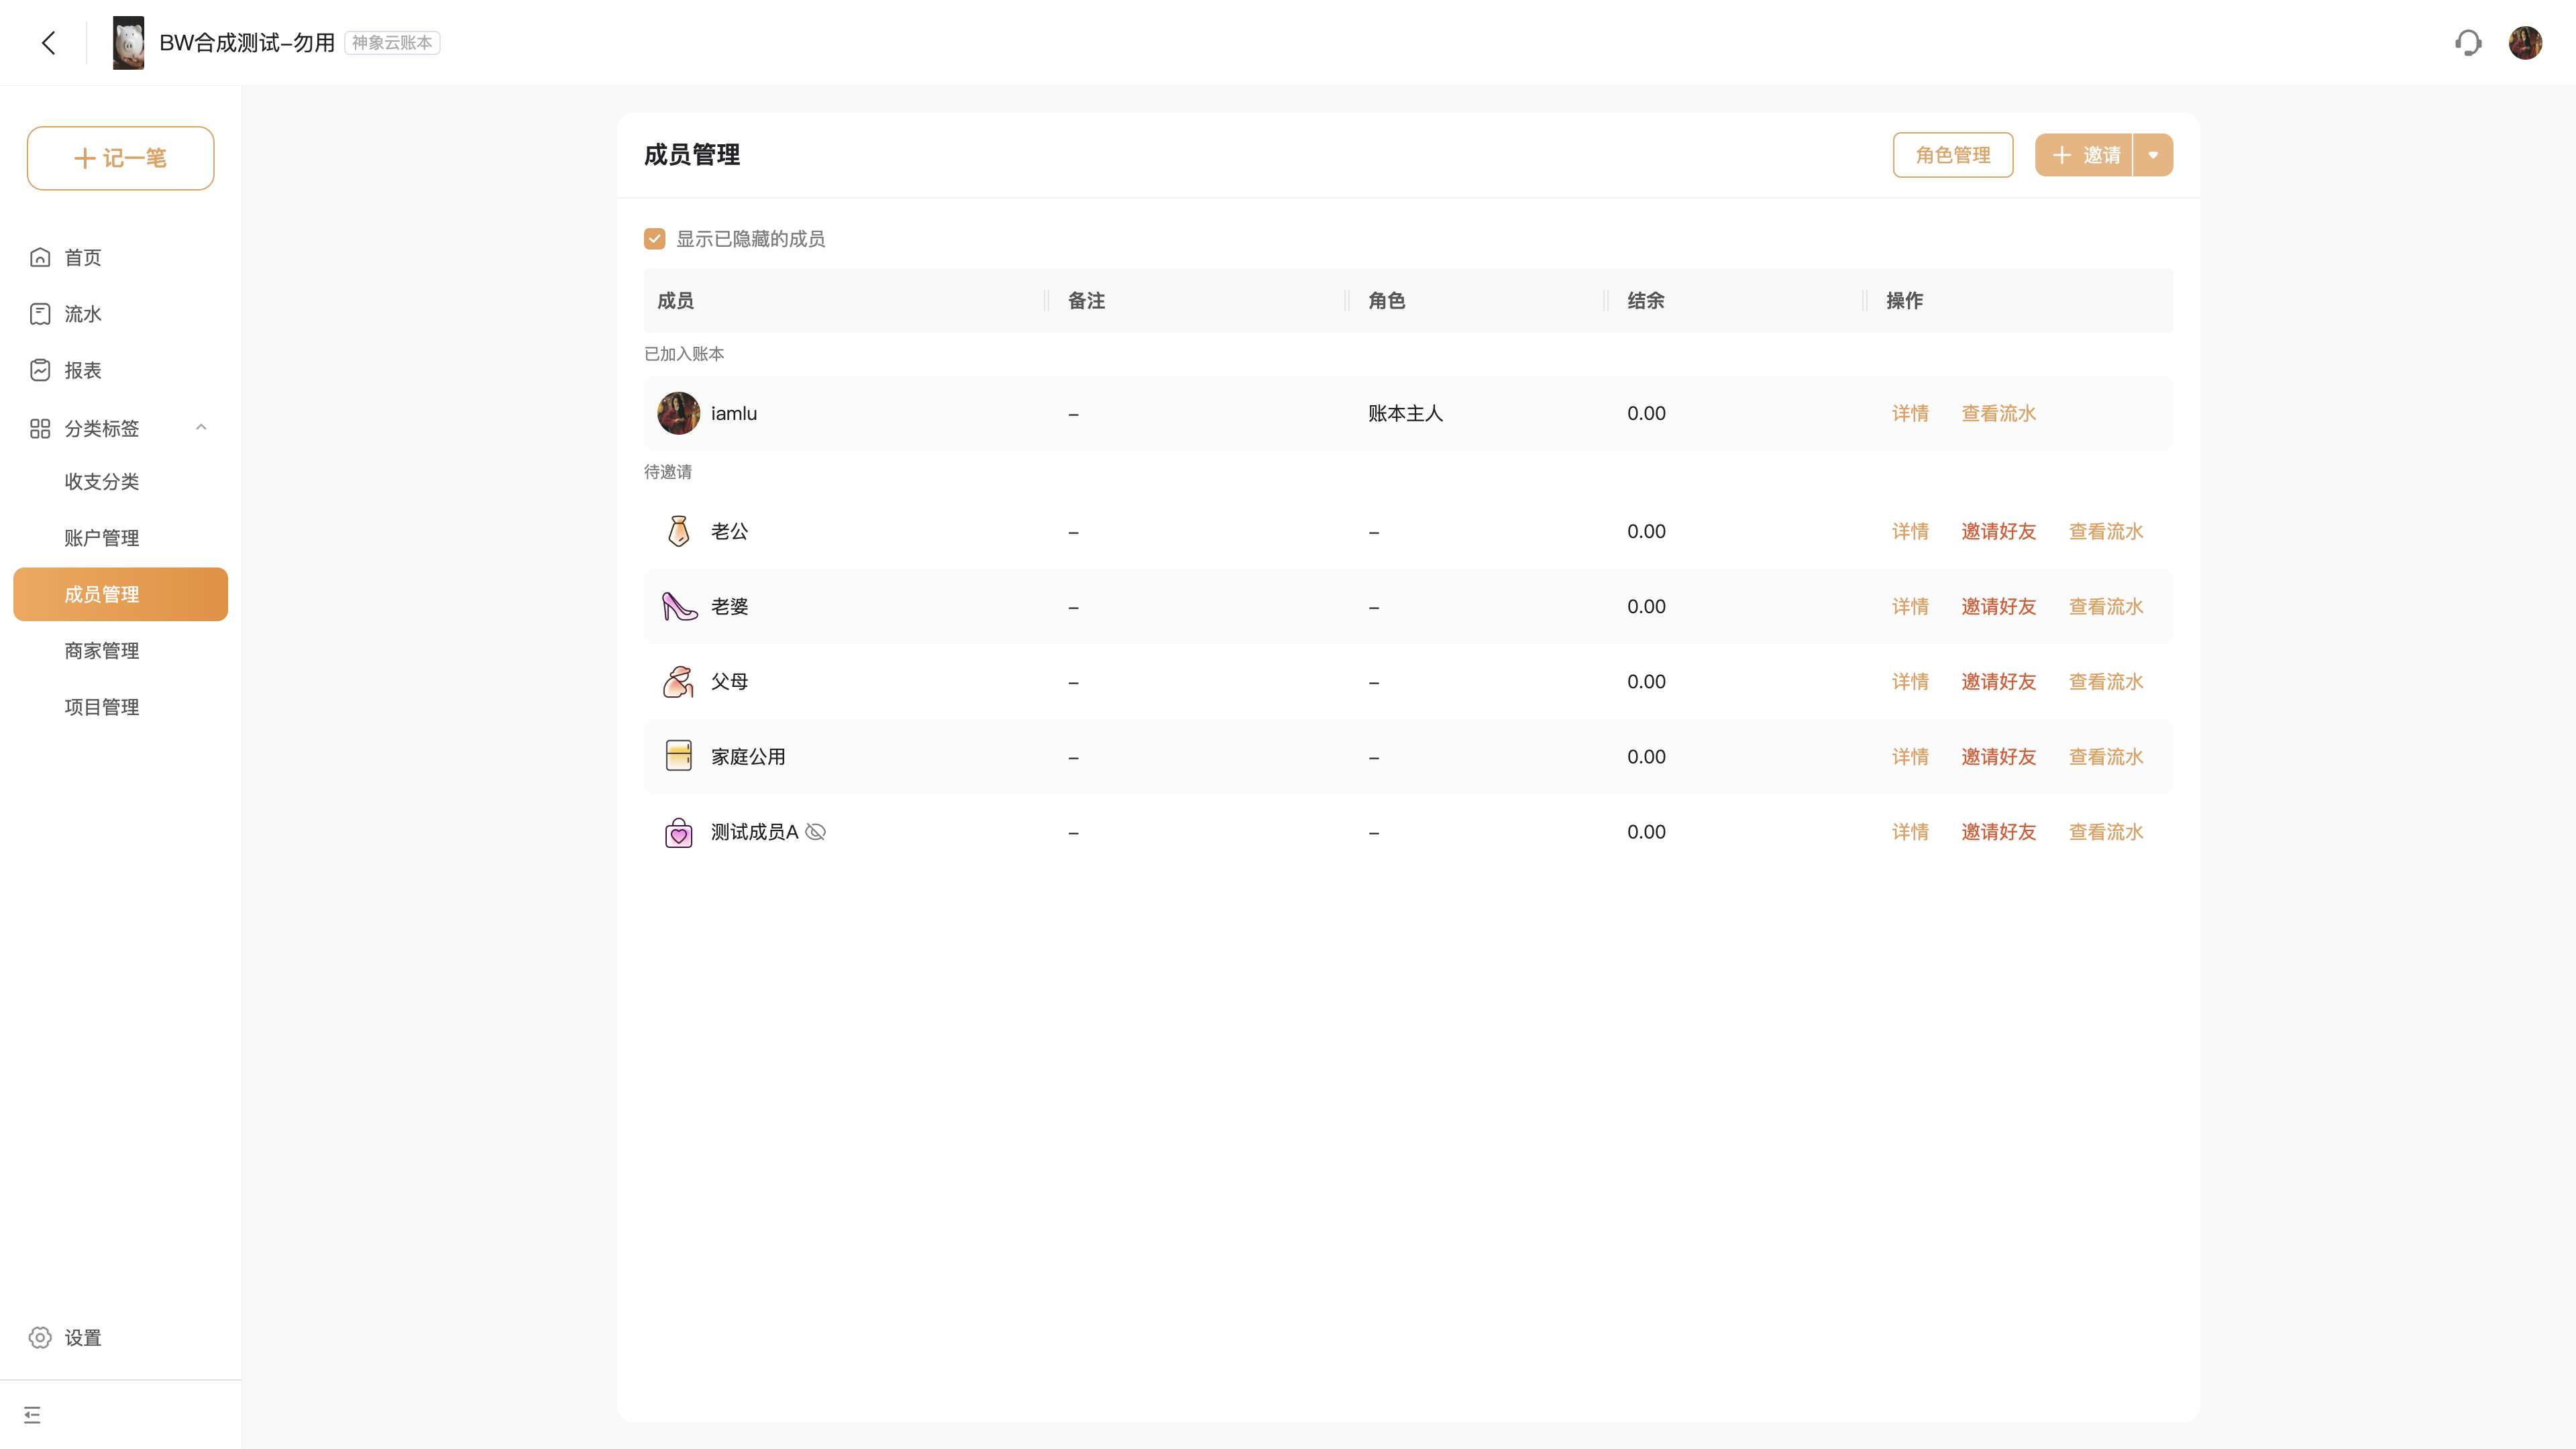 BW合成测试-勿用 神象云账本
记一笔
首页
流水
报表
分类标签
收支分类
账户管理
成员管理
商家管理
项目管理
设置
成员管理 角色管理 邀请
显示已隐藏的成员
成员 备注 角色 结余 操作
已加入账本
iamlu – 账本主人 0.00 详情 查看流水
待邀请
老公 – – 0.00 详情 邀请好友 查看流水
老婆 – – 0.00 详情 邀请好友 查看流水
父母 – – 0.00 详情 邀请好友 查看流水
家庭公用 – – 0.00 详情 邀请好友 查看流水
测试成员A – – 0.00 详情 邀请好友 查看流水